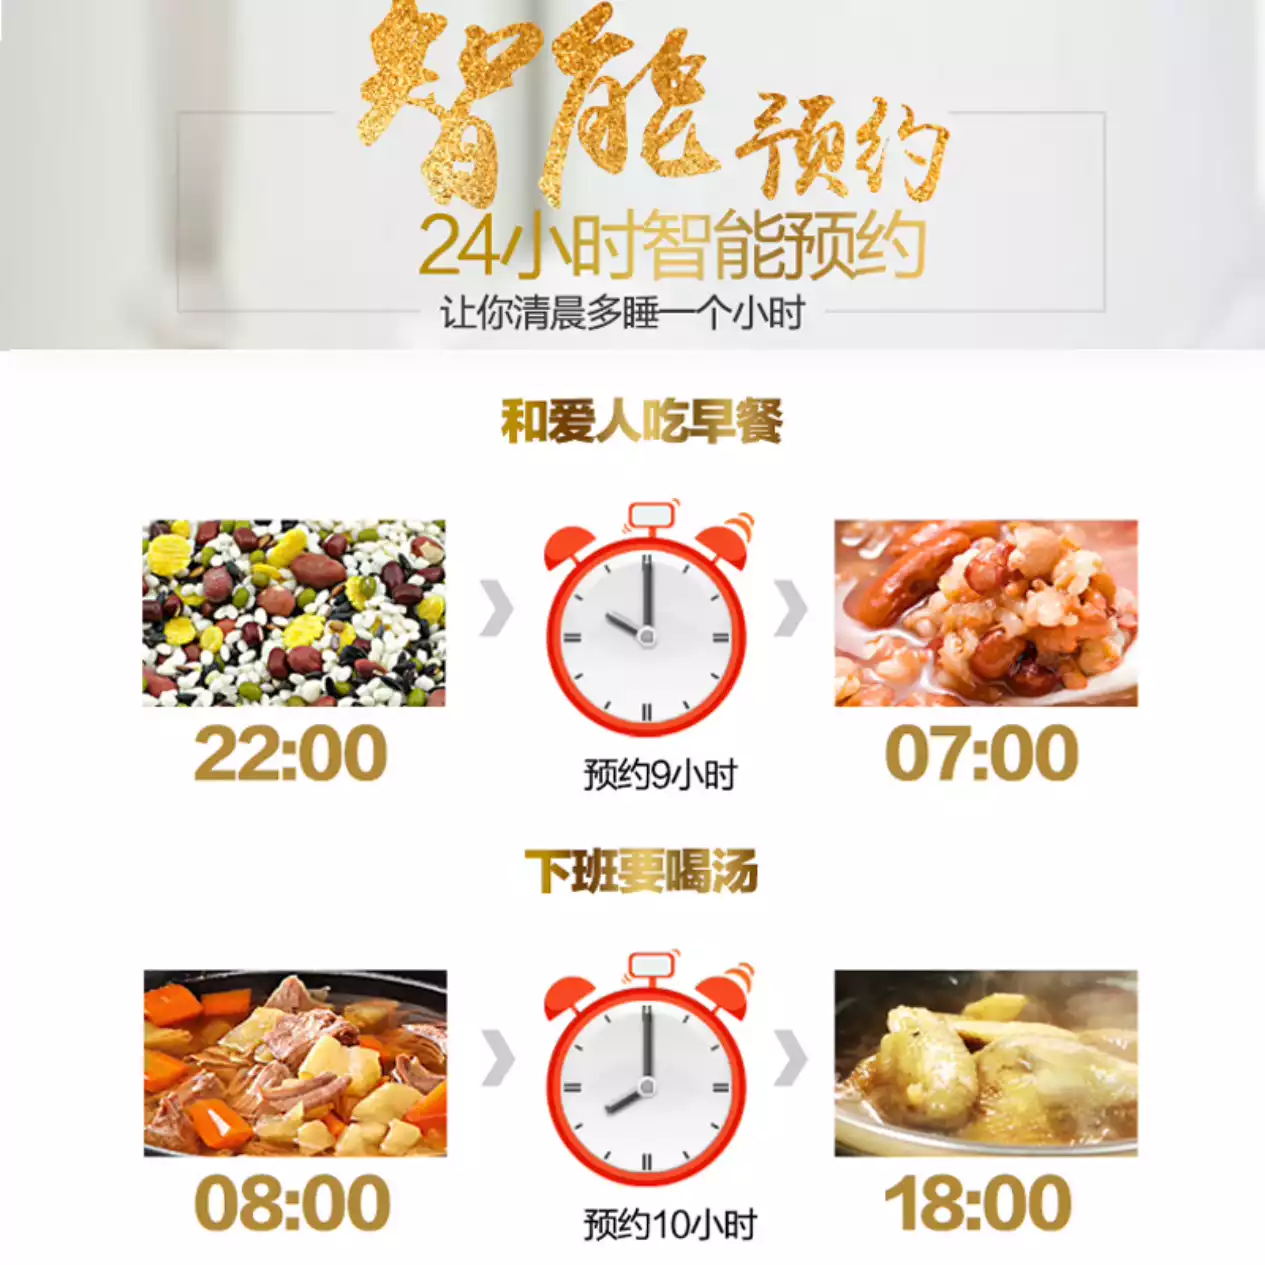 智能预约
24小时智能预约
让你清晨多睡一个小时
和爱人吃早餐
22:00
预约9小时
07:00
下班要喝汤
08:00
预约10小时
18:00